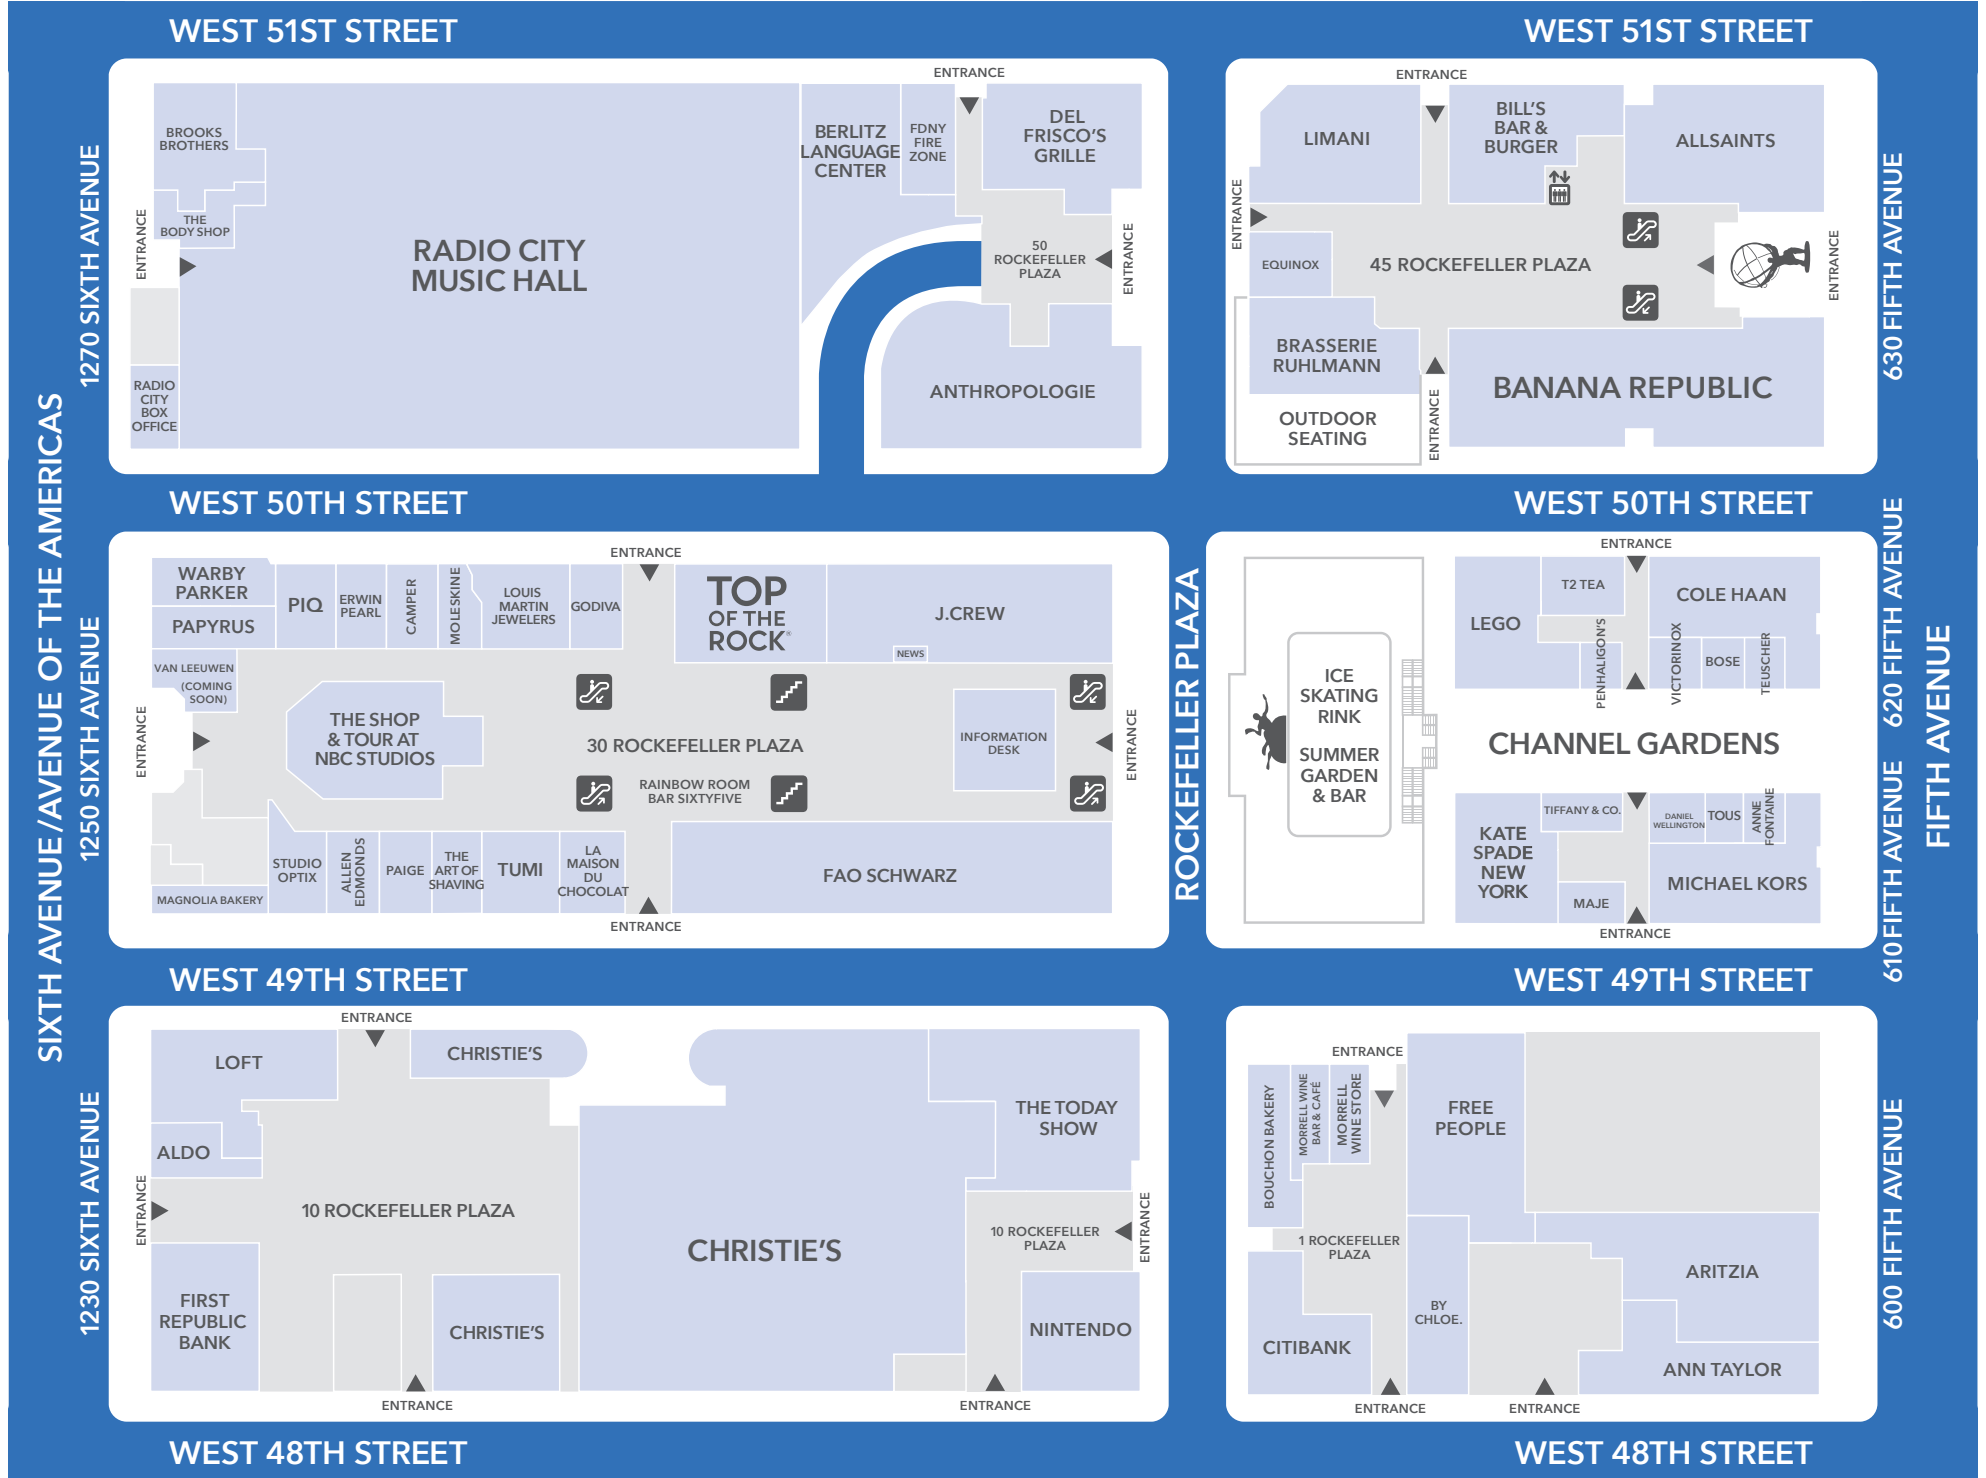 WEST 51ST STREET
WEST 51ST STREET
SIXTH AVENUE/AVENUE OF THE AMERICAS
1270 SIXTH AVENUE
BROOKS
BROTHERS
THE
BODY SHOP
ENTRANCE
RADIO
CITY
BOX
OFFICE
RADIO CITY
MUSIC HALL
BERLITZ
LANGUAGE
CENTER
FDNY
FIRE
ZONE
ENTRANCE
DEL
FRISCO'S
GRILLE
50
ROCKEFELLER
PLAZA
ENTRANCE
ANTHROPOLOGIE
ENTRANCE
LIMANI
BILL'S
BAR &
BURGER
ALLSAINTS
ENTRANCE
EQUINOX
45 ROCKEFELLER PLAZA
ENTRANCE
BRASSERIE
RUHLMANN
OUTDOOR
SEATING
ENTRANCE
BANANA REPUBLIC
630 FIFTH AVENUE
WEST 50TH STREET
WEST 50TH STREET
1250 SIXTH AVENUE
WARBY
PARKER
PAPYRUS
VAN LEEUWEN
(COMING
SOON)
PIQ
ERWIN
PEARL
CAMPER
MOLESKINE
LOUIS
MARTIN
JEWELERS
GODIVA
ENTRANCE
TOP
OF THE
ROCK®
J.CREW
NEWS
ENTRANCE
THE SHOP
& TOUR AT
NBC STUDIOS
30 ROCKEFELLER PLAZA
RAINBOW ROOM
BAR SIXTYFIVE
INFORMATION
DESK
ENTRANCE
MAGNOLIA BAKERY
STUDIO
OPTIX
ALLEN
EDMONDS
PAIGE
THE
ART OF
SHAVING
TUMI
LA
MAISON
DU
CHOCOLAT
ENTRANCE
FAO SCHWARZ
ROCKEFELLER PLAZA
ICE
SKATING
RINK
SUMMER
GARDEN
& BAR
ENTRANCE
LEGO
T2 TEA
PENHALIGON'S
COLE HAAN
VICTORINOX
BOSE
TEUSCHER
CHANNEL GARDENS
KATE
SPADE
NEW
YORK
TIFFANY & CO.
MAJE
DANIEL
WELLINGTON
TOUS
ANNE
FONTAINE
MICHAEL KORS
ENTRANCE
620 FIFTH AVENUE
610 FIFTH AVENUE
FIFTH AVENUE
WEST 49TH STREET
WEST 49TH STREET
1230 SIXTH AVENUE
ENTRANCE
LOFT
CHRISTIE'S
ALDO
ENTRANCE
10 ROCKEFELLER PLAZA
FIRST
REPUBLIC
BANK
CHRISTIE'S
ENTRANCE
CHRISTIE'S
THE TODAY
SHOW
10 ROCKEFELLER
PLAZA
ENTRANCE
NINTENDO
ENTRANCE
ENTRANCE
BOUCHON BAKERY
MORRELL WINE
BAR & CAFÉ
MORRELL
WINE STORE
FREE
PEOPLE
1 ROCKEFELLER
PLAZA
CITIBANK
BY
CHLOE.
ARITZIA
ANN TAYLOR
ENTRANCE
ENTRANCE
600 FIFTH AVENUE
WEST 48TH STREET
WEST 48TH STREET